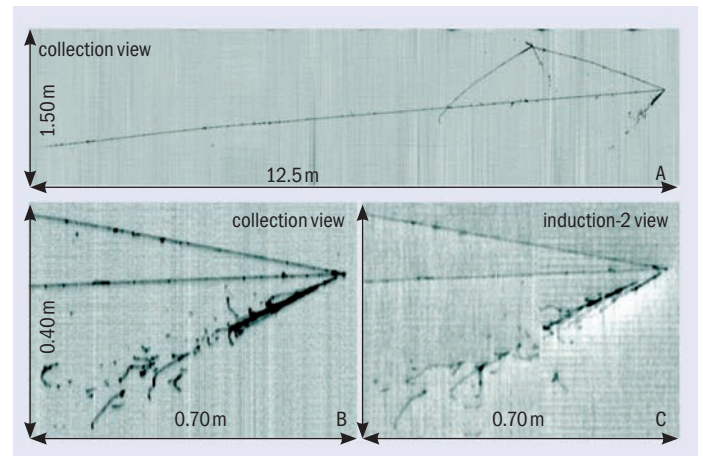 collection view
1.50 m
12.5 m
A
collection view
0.40 m
0.70 m
B
induction-2 view
0.70 m
C